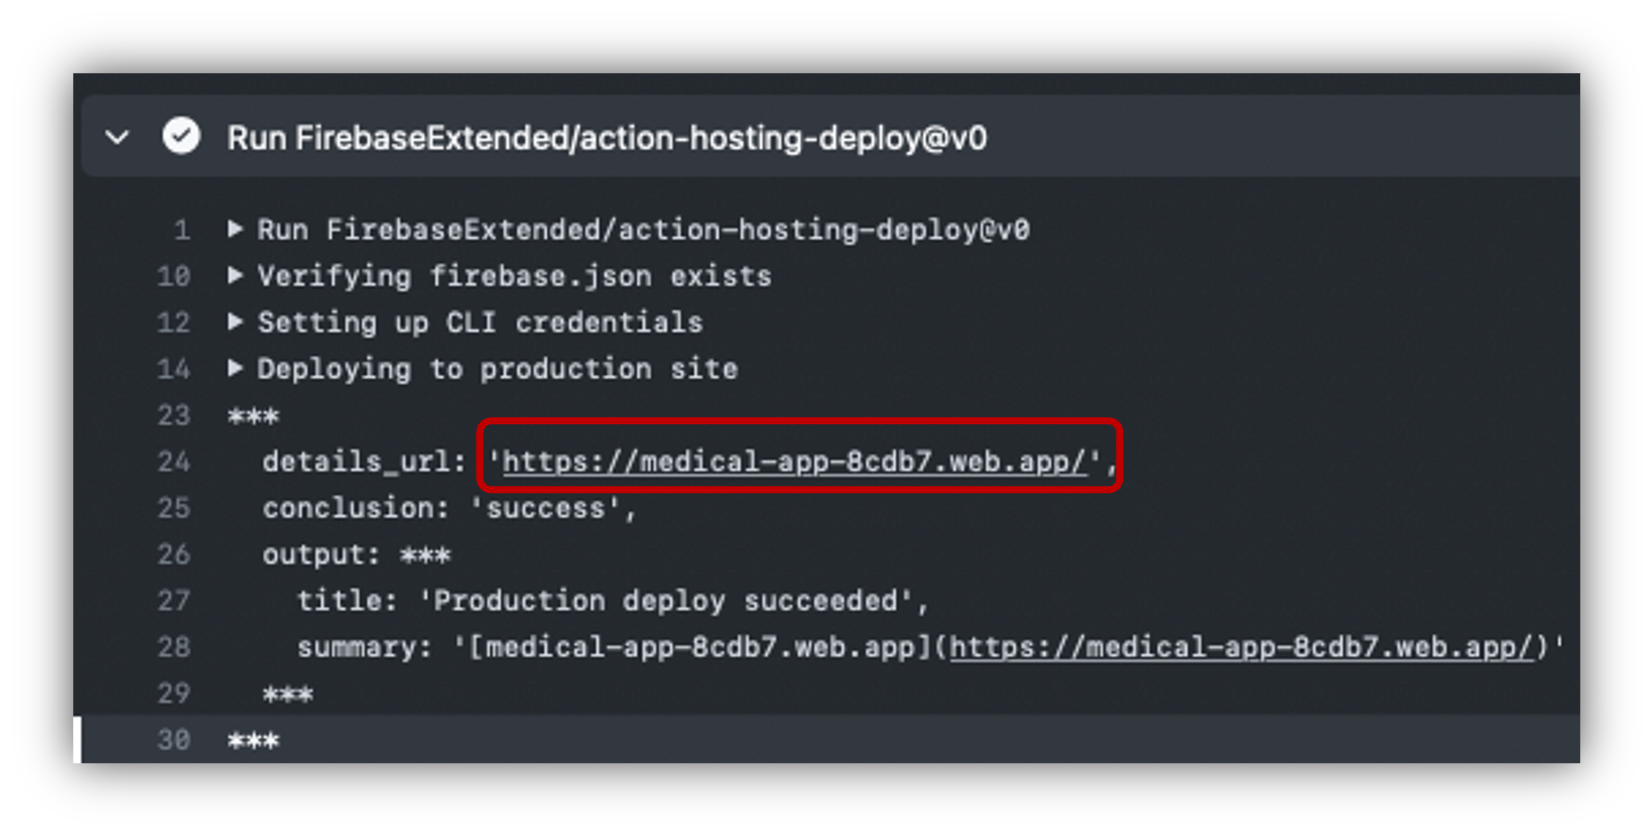 Run FirebaseExtended/action-hosting-deploy@v0
1 ▶ Run FirebaseExtended/action-hosting-deploy@v0
10 ▶ Verifying firebase.json exists
12 ▶ Setting up CLI credentials
14 ▶ Deploying to production site
23 ***
24 details_url: 'https://medical-app-8cdb7.web.app/',
25 conclusion: 'success',
26 output: ***
27 title: 'Production deploy succeeded',
28 summary: '[medical-app-8cdb7.web.app](https://medical-app-8cdb7.web.app/)'
29 ***
30 ***